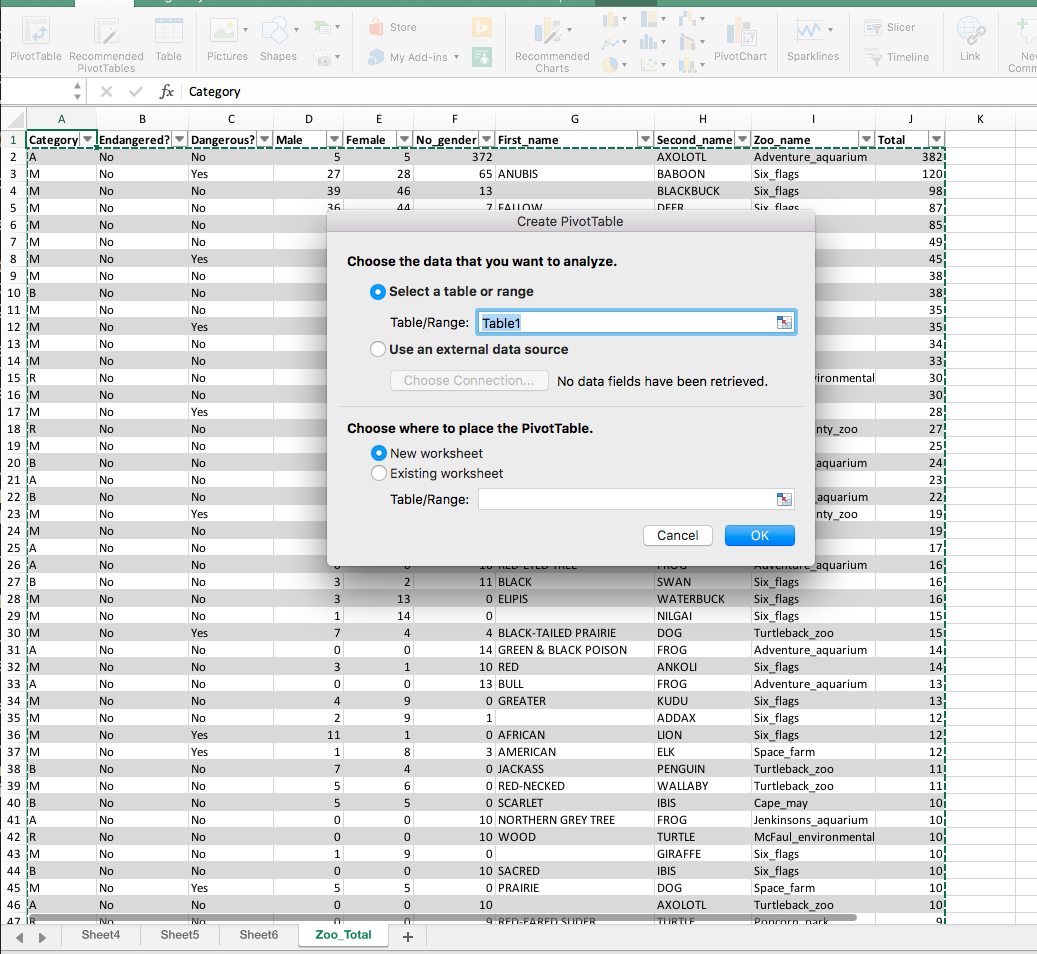 Store
My Add-ins
PivotTable Recommended PivotTables Table Pictures Shapes Recommended Charts PivotChart Sparklines Slicer Timeline Link
fx Category
A B C D E F G H I J K
1 Category Endangered? Dangerous? Male Female No_gender First_name Second_name Zoo_name Total
2 A No No 5 5 372 AXOLOTL Adventure_aquarium 382
3 M No Yes 27 28 65 ANUBIS BABOON Six_flags 120
4 M No No 39 46 13 BLACKBUCK Six_flags 98
5 M No No 36 44 7 FALLOW DEER Six_flags 87
6 M No No 85
7 M No No 49
8 M No Yes 45
9 M No No 38
10 B No No 38
11 M No No 35
12 M No Yes 35
13 M No No 34
14 M No No 33
15 R No No vironmental 30
16 M No No 30
17 M No Yes 28
18 R No No nty_zoo 27
19 M No No 25
20 B No No aquarium 24
21 A No No 23
22 B No No aquarium 22
23 M No Yes nty_zoo 19
24 M No No 19
25 A No No 17
Create PivotTable
Choose the data that you want to analyze.
Select a table or range
Table/Range: Table1
Use an external data source
Choose Connection... No data fields have been retrieved.
Choose where to place the PivotTable.
New worksheet
Existing worksheet
Table/Range:
Cancel OK
26 A No No 16 RED-EYED TREE FROG Adventure_aquarium 16
27 B No No 3 2 11 BLACK SWAN Six_flags 16
28 M No No 3 13 0 ELIPIS WATERBUCK Six_flags 16
29 M No No 1 14 0 NILGAI Six_flags 15
30 M No Yes 7 4 4 BLACK-TAILED PRAIRIE DOG Turtleback_zoo 15
31 A No No 0 0 14 GREEN & BLACK POISON FROG Adventure_aquarium 14
32 M No No 3 1 10 RED ANKOLI Six_flags 14
33 A No No 0 0 13 BULL FROG Adventure_aquarium 13
34 M No No 4 9 0 GREATER KUDU Six_flags 13
35 M No No 2 9 1 ADDAX Six_flags 12
36 M No Yes 11 1 0 AFRICAN LION Six_flags 12
37 M No Yes 1 8 3 AMERICAN ELK Space_farm 12
38 B No No 7 4 0 JACKASS PENGUIN Turtleback_zoo 11
39 M No No 5 6 0 RED-NECKED WALLABY Turtleback_zoo 11
40 B No No 5 5 0 SCARLET IBIS Cape_may 10
41 A No No 0 0 10 NORTHERN GREY TREE FROG Jenkinsons_aquarium 10
42 R No No 0 0 10 WOOD TURTLE McFaul_environmental 10
43 M No No 1 9 0 GIRAFFE Six_flags 10
44 B No No 0 0 10 SACRED IBIS Six_flags 10
45 M No Yes 5 5 0 PRAIRIE DOG Space_farm 10
46 A No No 0 0 10 AXOLOTL Turtleback_zoo 10
47 R No No 0 0 9 RED-EARED SLIDER TURTLE Popcorn_park 9
Sheet4 Sheet5 Sheet6 Zoo_Total +